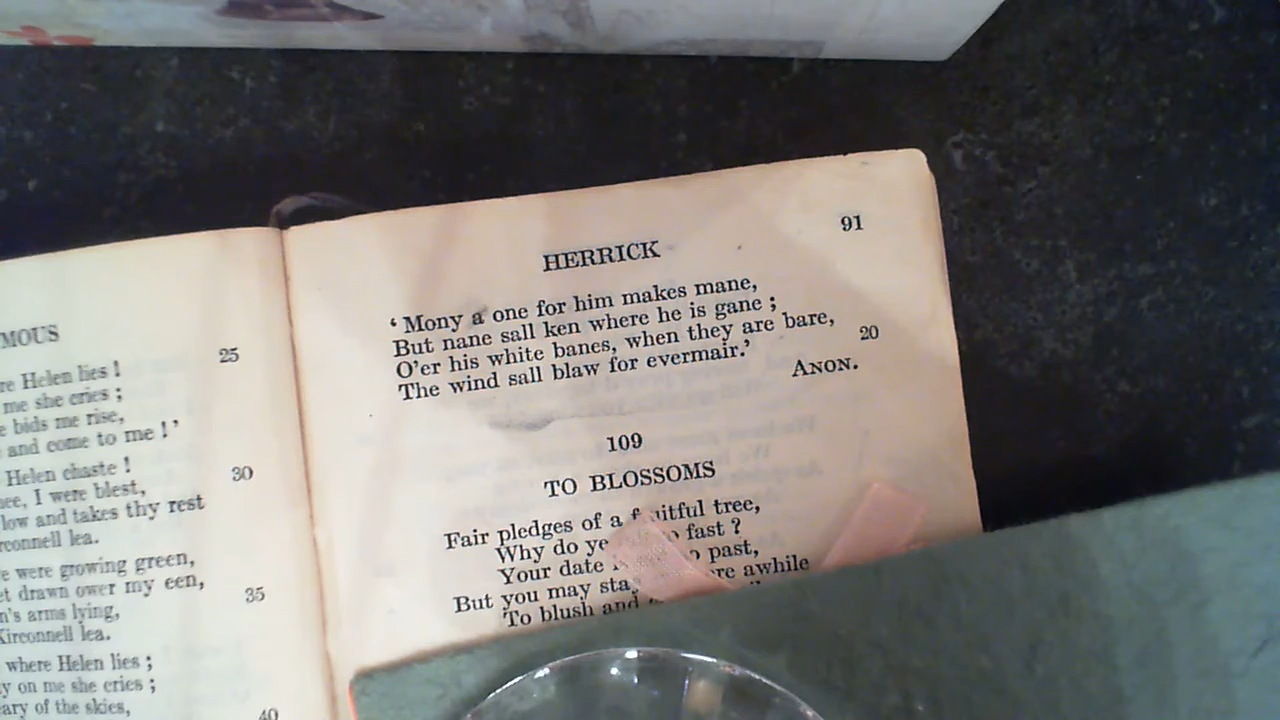 MOUS
re Helen lies !
25
me she cries ;
bids me rise,
and come to me ! '
Helen chaste !
30
I were blest,
low and takes thy rest
lea.
were growing green,
drawn ower my een,
35
arms lying,
Kirconnell lea.
where Helen lies ;
on me she cries ;
of the skies,
40
HERRICK
91
‘ Mony a one for him makes mane,
But nane sall ken where he is gane ;
O'er his white banes, when they are bare,
20
The wind sall blaw for evermair.’
ANON.
109
TO BLOSSOMS
Fair pledges of a tree,
Why do fast ?
Your date past,
But you may awhile
To blush and